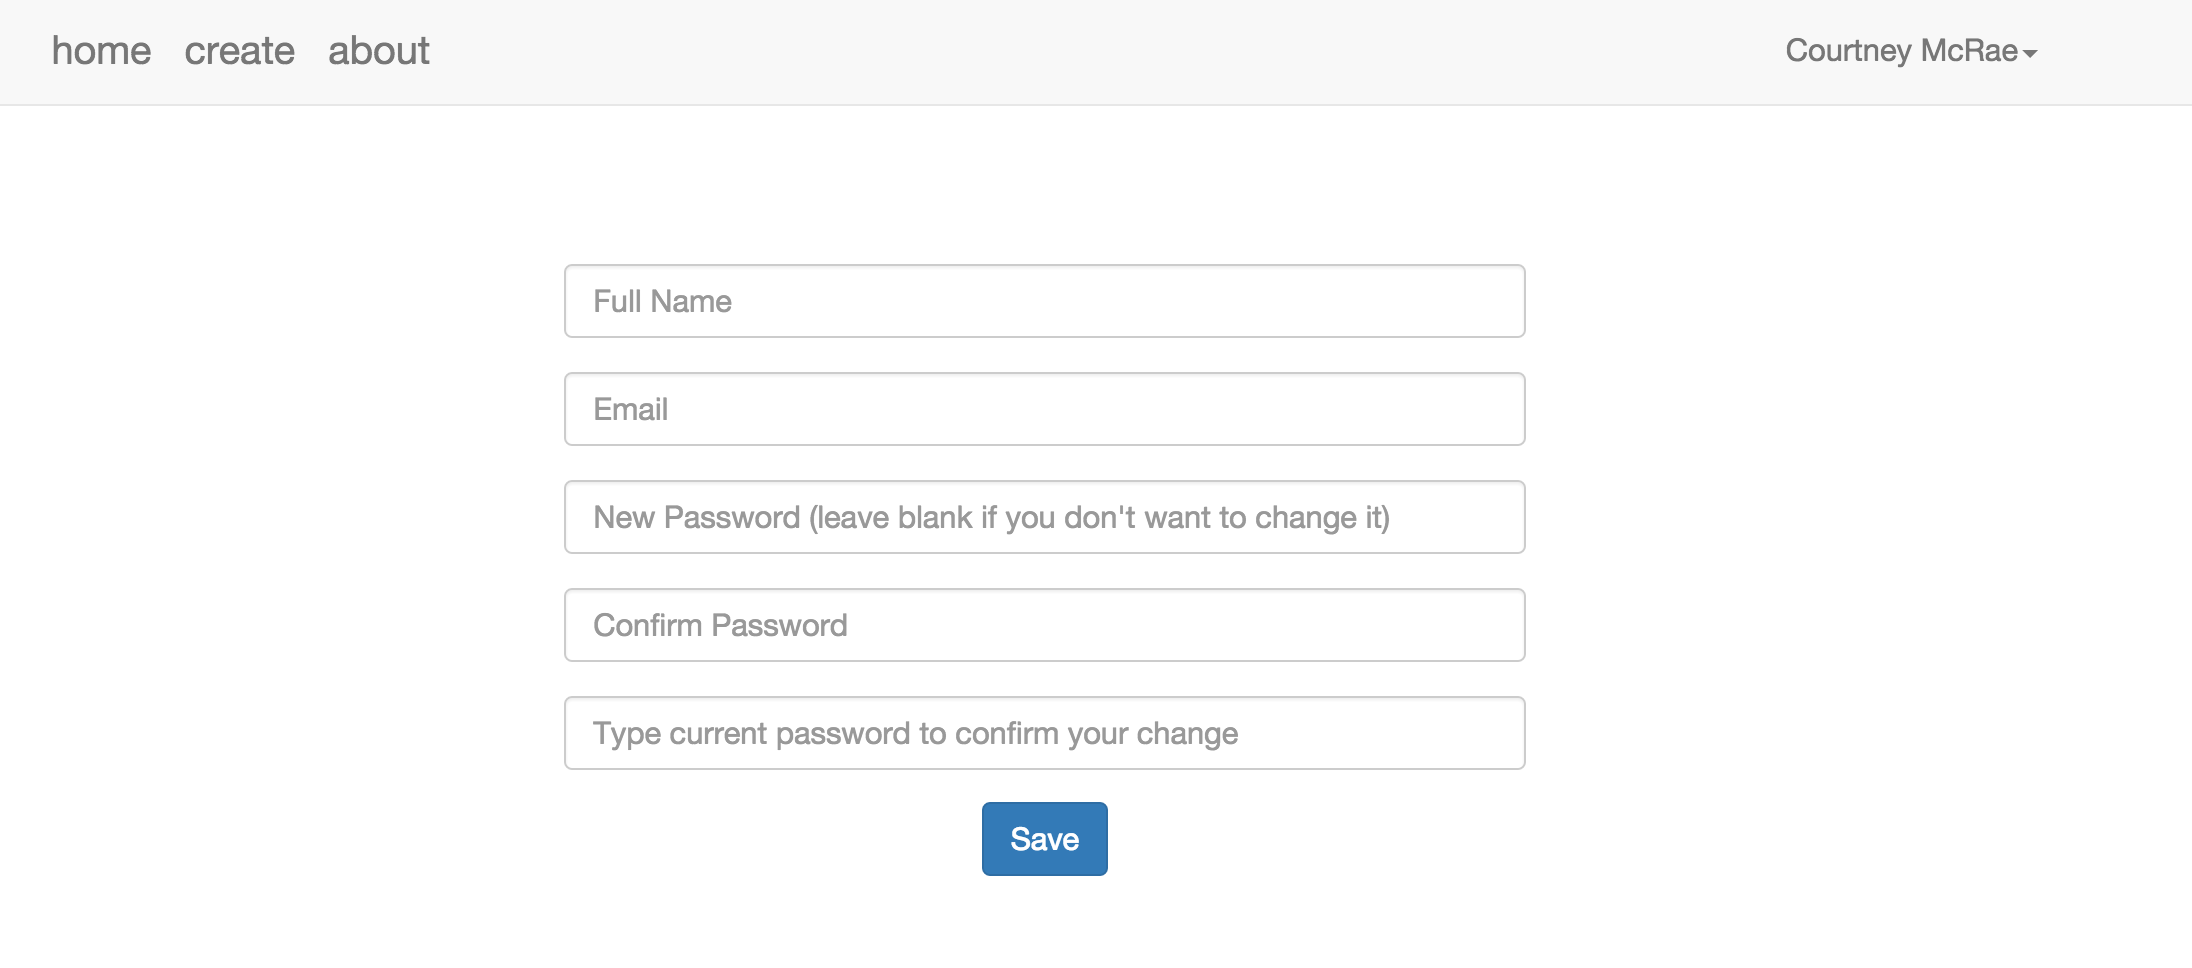 home create about Courtney McRae
Full Name
Email
New Password (leave blank if you don't want to change it)
Confirm Password
Type current password to confirm your change
Save